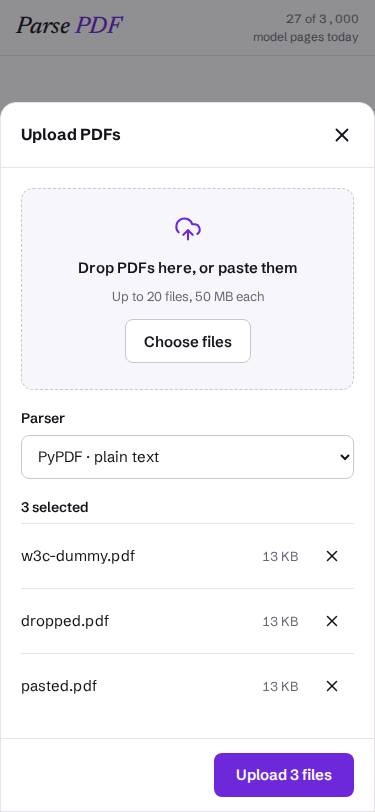 Parse PDF
27 of 3,000
model pages today
Upload PDFs
Drop PDFs here, or paste them
Up to 20 files, 50 MB each
Choose files
Parser
PyPDF · plain text
3 selected
w3c-dummy.pdf 13 KB
dropped.pdf 13 KB
pasted.pdf 13 KB
Upload 3 files